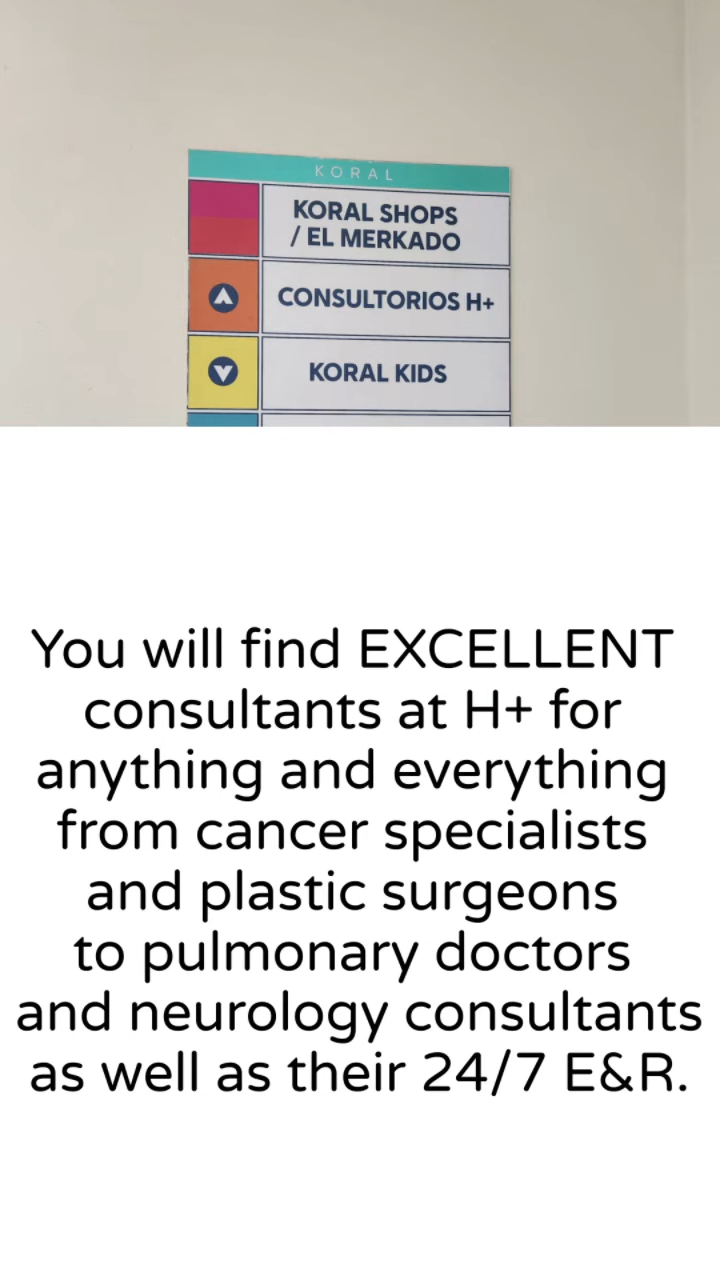 KORAL
KORAL SHOPS
/ EL MERKADO
CONSULTORIOS H+
KORAL KIDS
You will find EXCELLENT
consultants at H+ for
anything and everything
from cancer specialists
and plastic surgeons
to pulmonary doctors
and neurology consultants
as well as their 24/7 E&R.